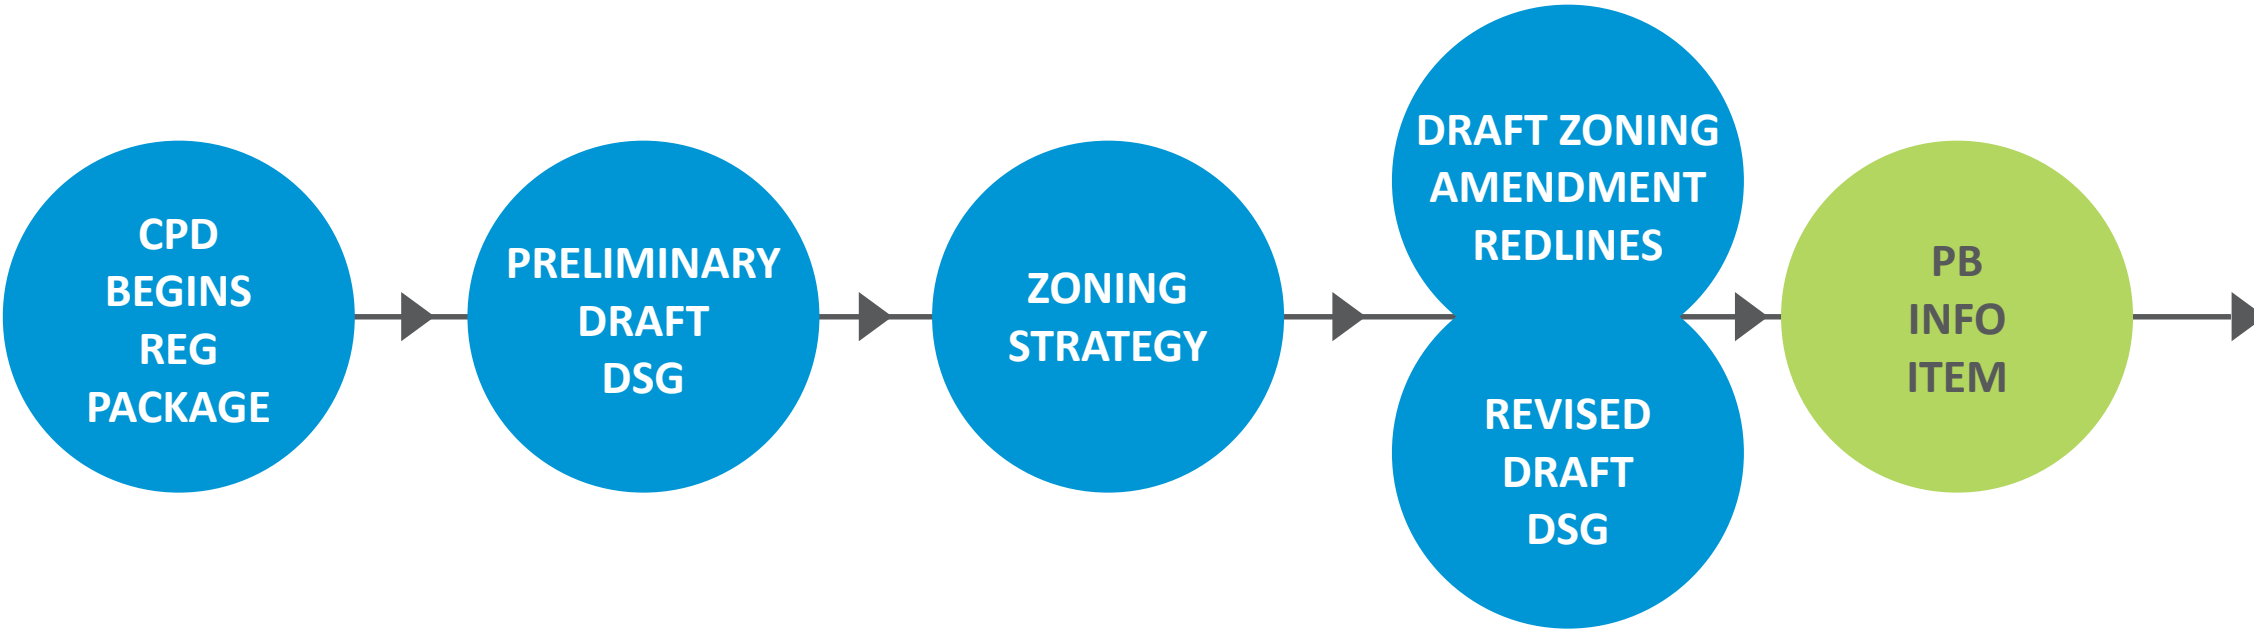 CPD
BEGINS
REG
PACKAGE
PRELIMINARY
DRAFT
DSG
ZONING
STRATEGY
DRAFT ZONING
AMENDMENT
REDLINES
REVISED
DRAFT
DSG
PB
INFO
ITEM